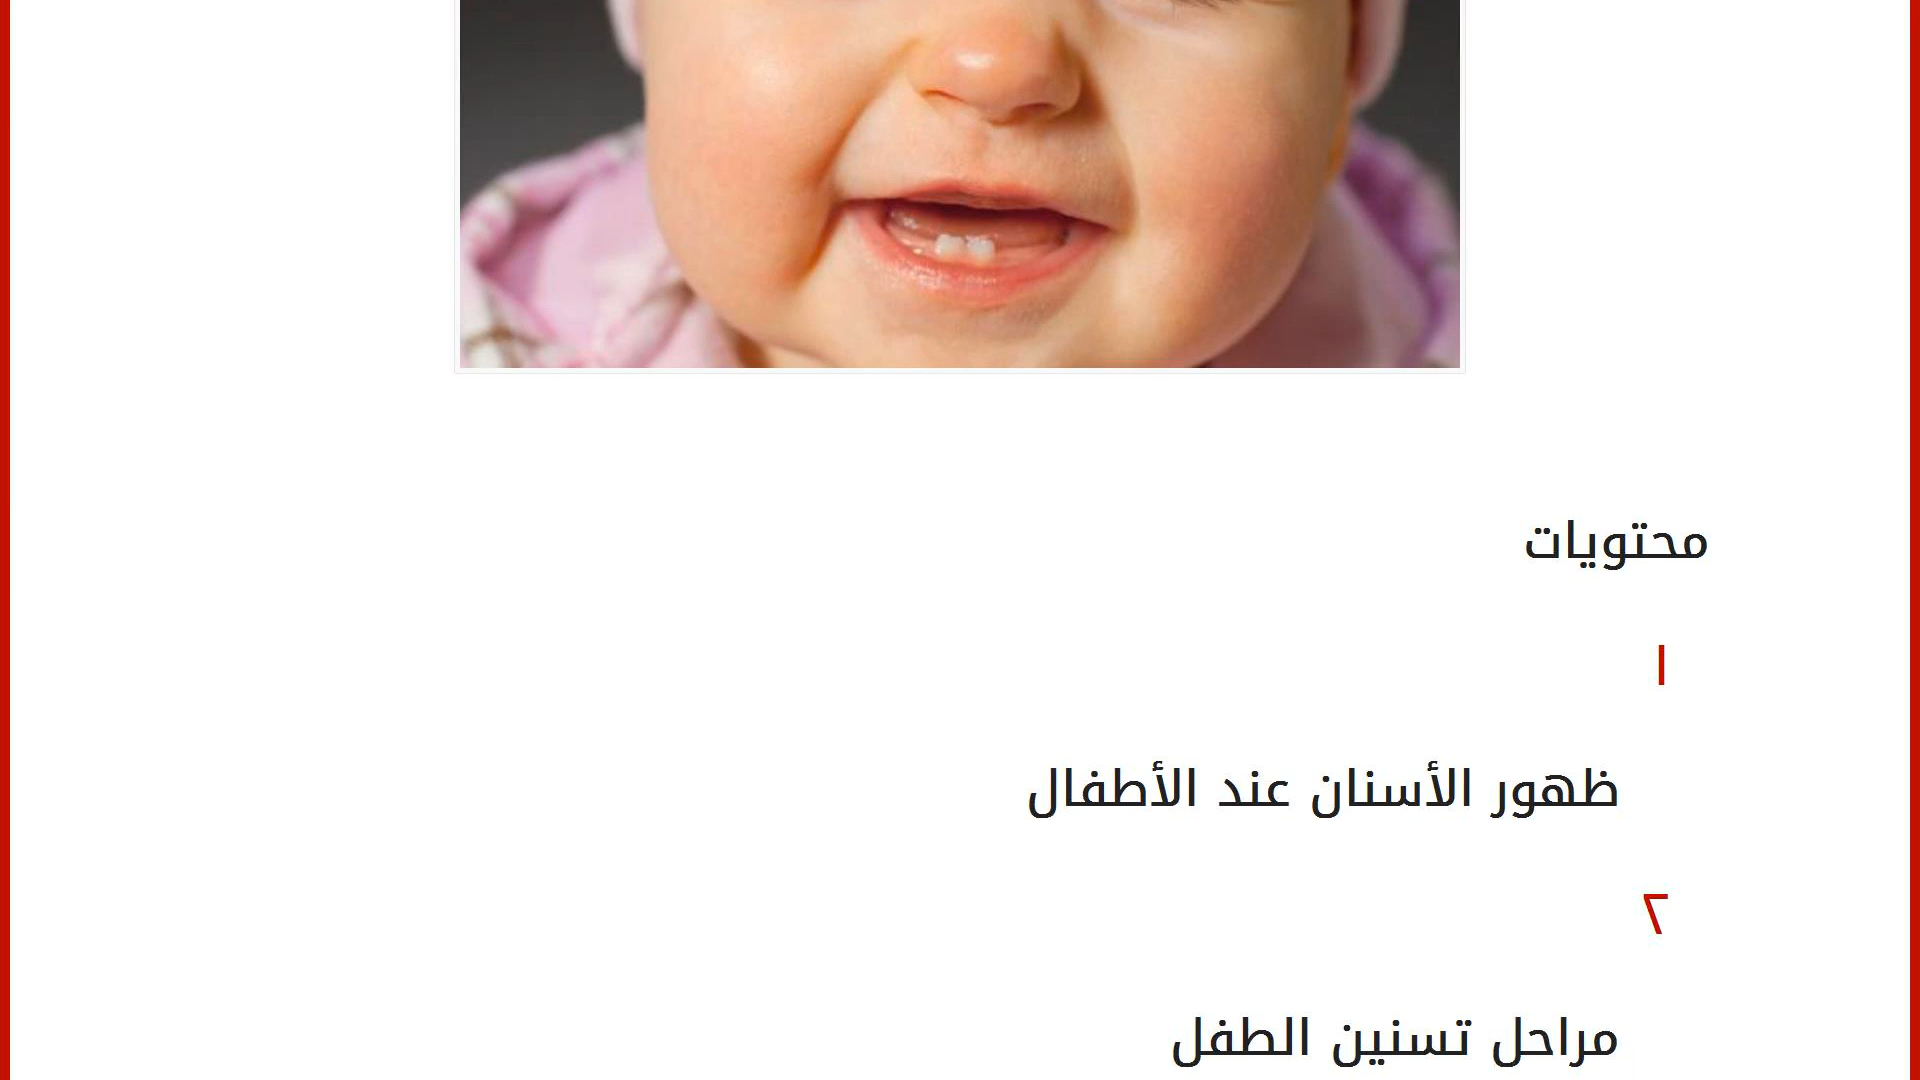 محتويات
١
ظهور الأسنان عند الأطفال
٢
مراحل تسنين الطفل